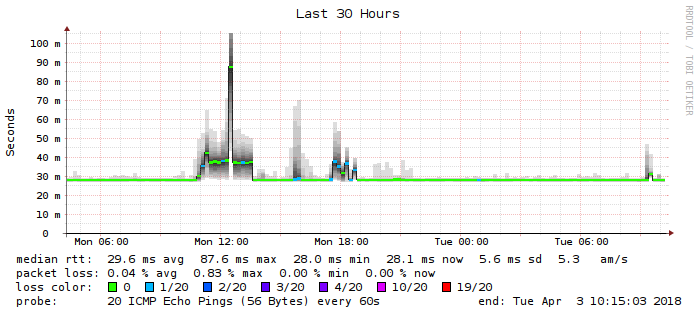 Last 30 Hours
RRDTOOL / TOBI OETIKER
Seconds
100 m
90 m
80 m
70 m
60 m
50 m
40 m
30 m
20 m
10 m
0
Mon 06:00 Mon 12:00 Mon 18:00 Tue 00:00 Tue 06:00
median rtt: 29.6 ms avg 87.6 ms max 28.0 ms min 28.1 ms now 5.6 ms sd 5.3 am/s
packet loss: 0.04 % avg 0.83 % max 0.00 % min 0.00 % now
loss color: 0 1/20 2/20 3/20 4/20 10/20 19/20
probe: 20 ICMP Echo Pings (56 Bytes) every 60s end: Tue Apr 3 10:15:03 2018